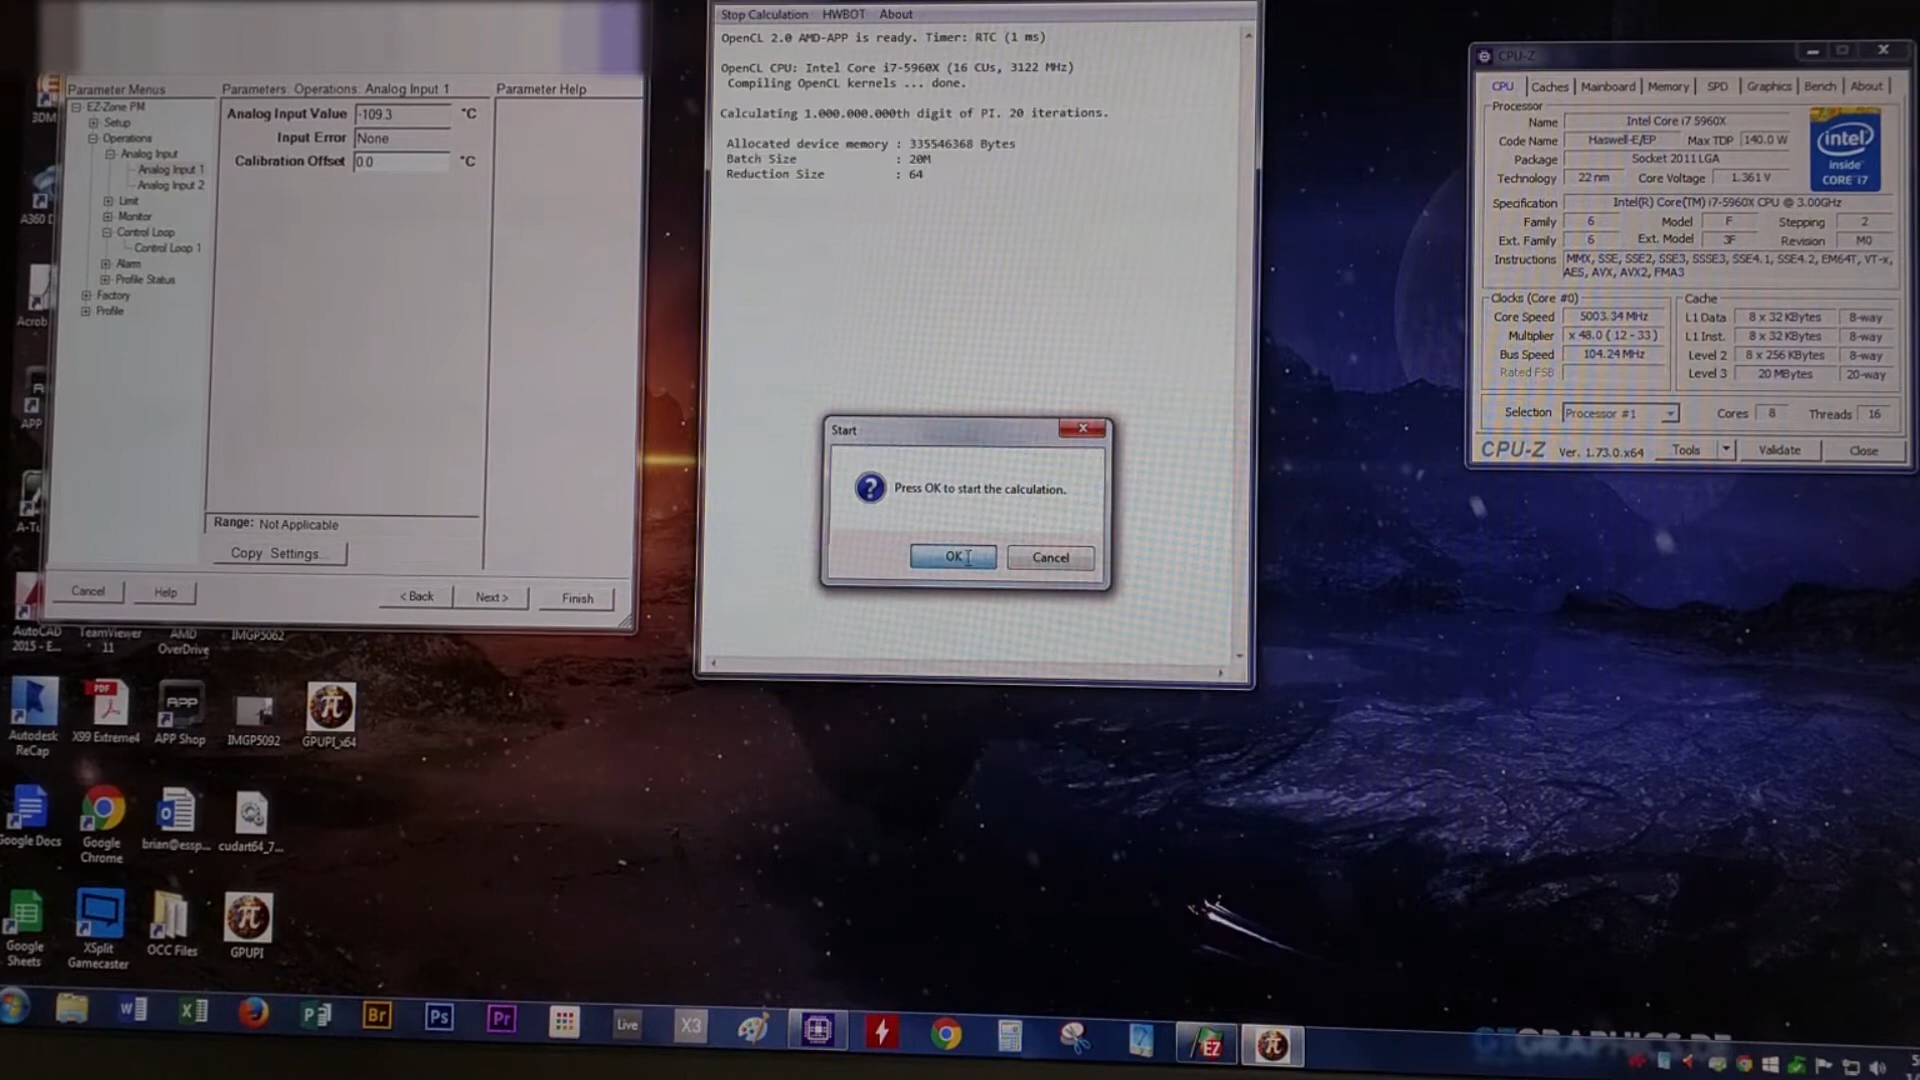 Parameter Menus
EZ-Zone PM
Setup
Operations
Analog Input
Analog Input 1
Analog Input 2
Limit
Monitor
Control Loop
Control Loop 1
Alarm
Profile Status
Factory
Profile
Parameters: Operations: Analog Input 1
Analog Input Value -109.3 °C
Input Error None
Calibration Offset 0.0 °C
Range: Not Applicable
Copy Settings...
Parameter Help
Cancel
Help
< Back
Next >
Finish
Stop Calculation HWBOT About
OpenCL 2.0 AMD-APP is ready. Timer: RTC (1 ms)
OpenCL CPU: Intel Core i7-5960X (16 CUs, 3122 MHz)
Compiling OpenCL kernels ... done.
Calculating 1.000.000.000th digit of PI. 20 iterations.
Allocated device memory : 335546368 Bytes
Batch Size : 20M
Reduction Size : 64
Start
Press OK to start the calculation.
OK
Cancel
CPU-Z
CPU Caches Mainboard Memory SPD Graphics Bench About
Processor
Name Intel Core i7 5960X
Code Name Haswell-E/EP Max TDP 140.0 W
Package Socket 2011 LGA
Technology 22 nm Core Voltage 1.361 V
Specification Intel(R) Core(TM) i7-5960X CPU @ 3.00GHz
Family 6 Model F Stepping 2
Ext. Family 6 Ext. Model 3F Revision M0
Instructions MMX, SSE, SSE2, SSE3, SSSE3, SSE4.1, SSE4.2, EM64T, VT-x,
AES, AVX, AVX2, FMA3
intel
inside
CORE i7
Clocks (Core #0)
Core Speed 5003.34 MHz
Multiplier x 48.0 ( 12 - 33 )
Bus Speed 104.24 MHz
Rated FSB
Cache
L1 Data 8 x 32 KBytes 8-way
L1 Inst. 8 x 32 KBytes 8-way
Level 2 8 x 256 KBytes 8-way
Level 3 20 MBytes 20-way
Selection Processor #1 Cores 8 Threads 16
CPU-Z Ver. 1.73.0.x64 Tools Validate Close
3DM
A360 D
Acrob
APP
AutoCAD
2015 - E...
TeamViewer
11
AMD
OverDrive
IMGP5062
Autodesk
ReCap
PDF
X99 Extreme4
APP
APP Shop
IMGP5092
π
GPUPI_x64
Google Docs
Google
Chrome
brian@essp...
cudart64_7...
Google
Sheets
XSplit
Gamecaster
OCC Files
π
GPUPI
W
X
P
Br
Ps
Pr
Live
X3
EZ
π